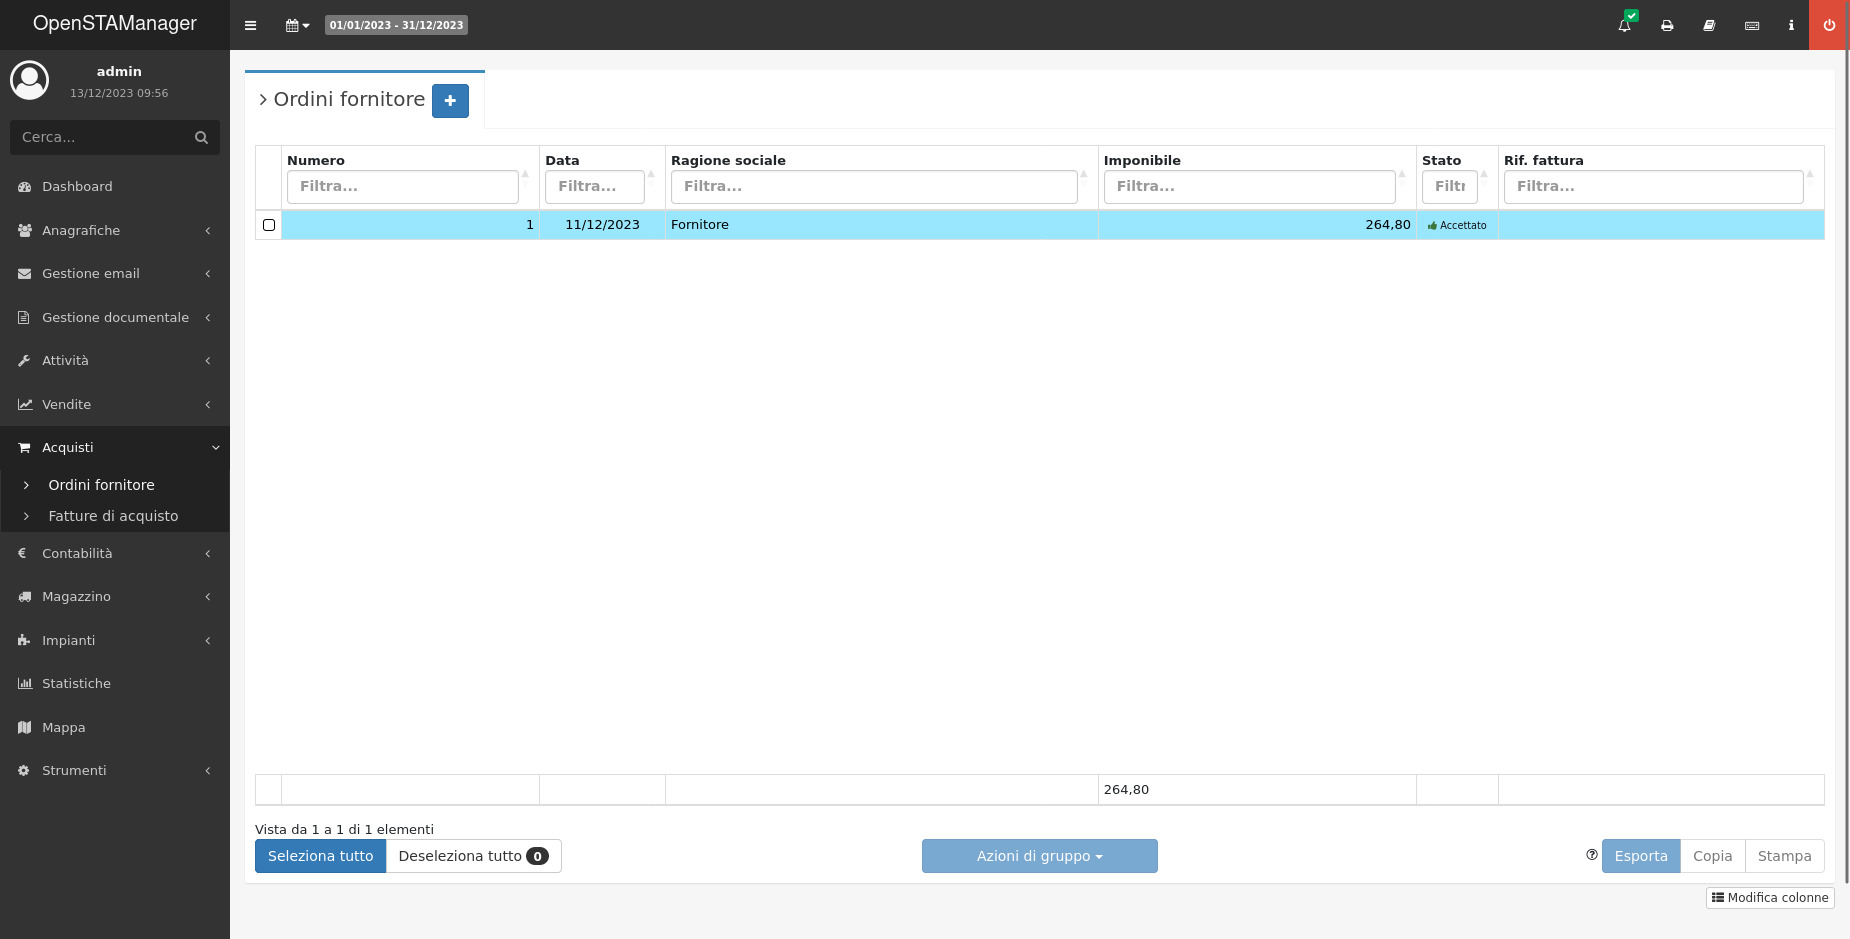 OpenSTAManager
01/01/2023 - 31/12/2023
admin
13/12/2023 09:56
Cerca...
Dashboard
Anagrafiche
Gestione email
Gestione documentale
Attività
Vendite
Acquisti
Ordini fornitore
Fatture di acquisto
Contabilità
Magazzino
Impianti
Statistiche
Mappa
Strumenti
Ordini fornitore
Numero Data Ragione sociale Imponibile Stato Rif. fattura
Filtra... Filtra... Filtra... Filtra... Filtr Filtra...
1 11/12/2023 Fornitore 264,80 Accettato
264,80
Vista da 1 a 1 di 1 elementi
Seleziona tutto Deseleziona tutto 0 Azioni di gruppo Esporta Copia Stampa
Modifica colonne